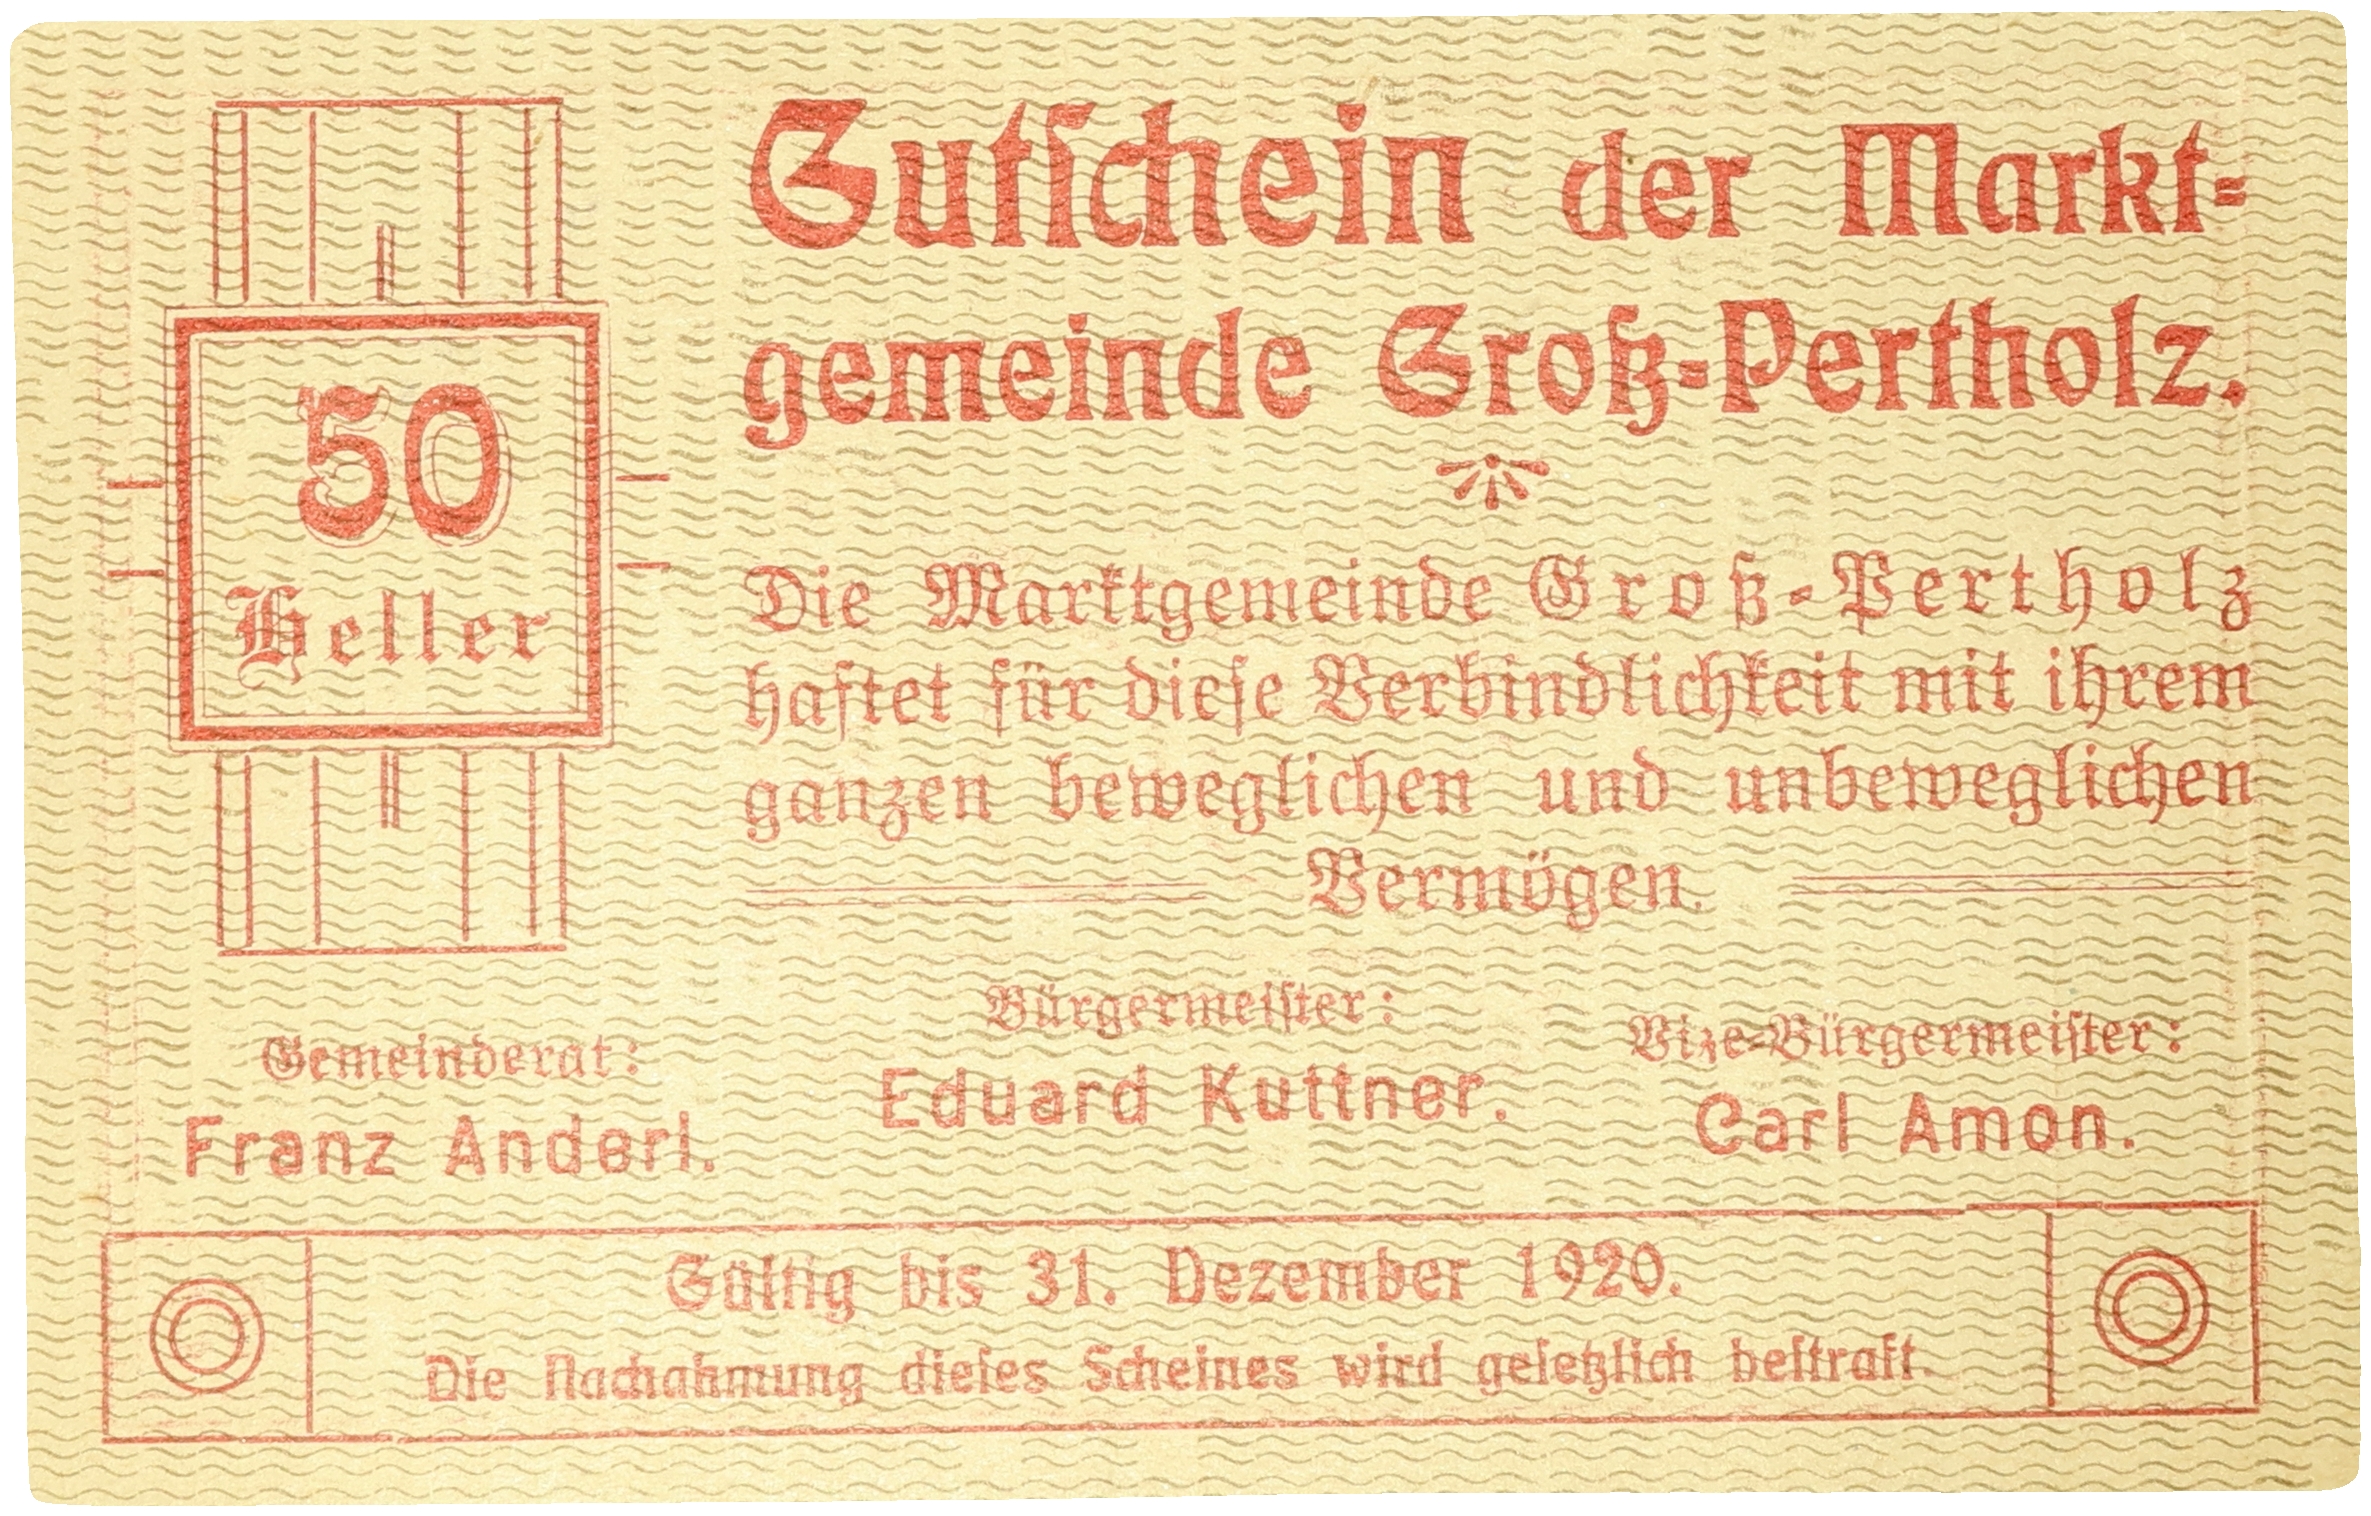 Gutschein der Markt-
gemeinde Groß-Pertholz.
50
Heller
Die Marktgemeinde Groß-Pertholz
haftet für diese Verbindlichkeit mit ihrem
ganzen beweglichen und unbeweglichen
Vermögen.
Gemeinderat:
Franz Anderl.
Bürgermeister:
Eduard Kuttner.
Vize-Bürgermeister:
Carl Amon.
Gültig bis 31. Dezember 1920.
Die Nachahmung dieses Scheines wird gesetzlich bestraft.